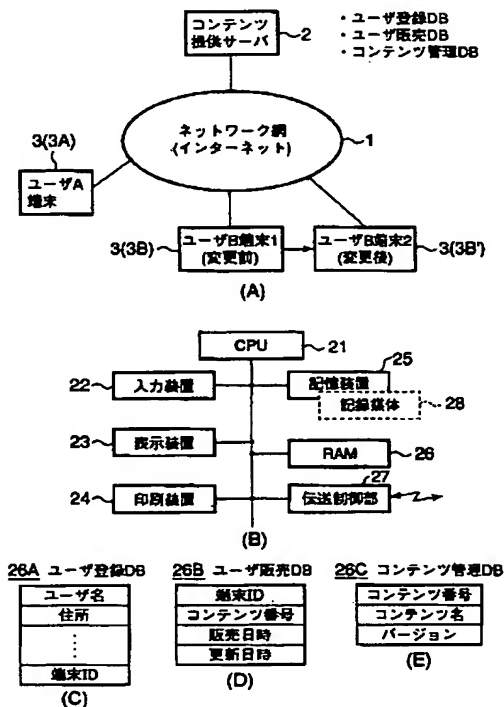 コンテンツ
提供サーバ
2
・ユーザ登録DB
・ユーザ販売DB
・コンテンツ管理DB
ネットワーク網
(インターネット)
1
3(3A)
ユーザA
端末
3(3B)
ユーザB端末1
(変更前)
ユーザB端末2
(変更後)
3(3B')
(A)
CPU
21
22
入力装置
25
記憶装置
記録媒体
28
23
表示装置
RAM
26
24
印刷装置
27
伝送制御部
(B)
26A ユーザ登録DB
ユーザ名
住所
端末ID
(C)
26B ユーザ販売DB
端末ID
コンテンツ番号
販売日時
更新日時
(D)
26C コンテンツ管理DB
コンテンツ番号
コンテンツ名
バージョン
(E)